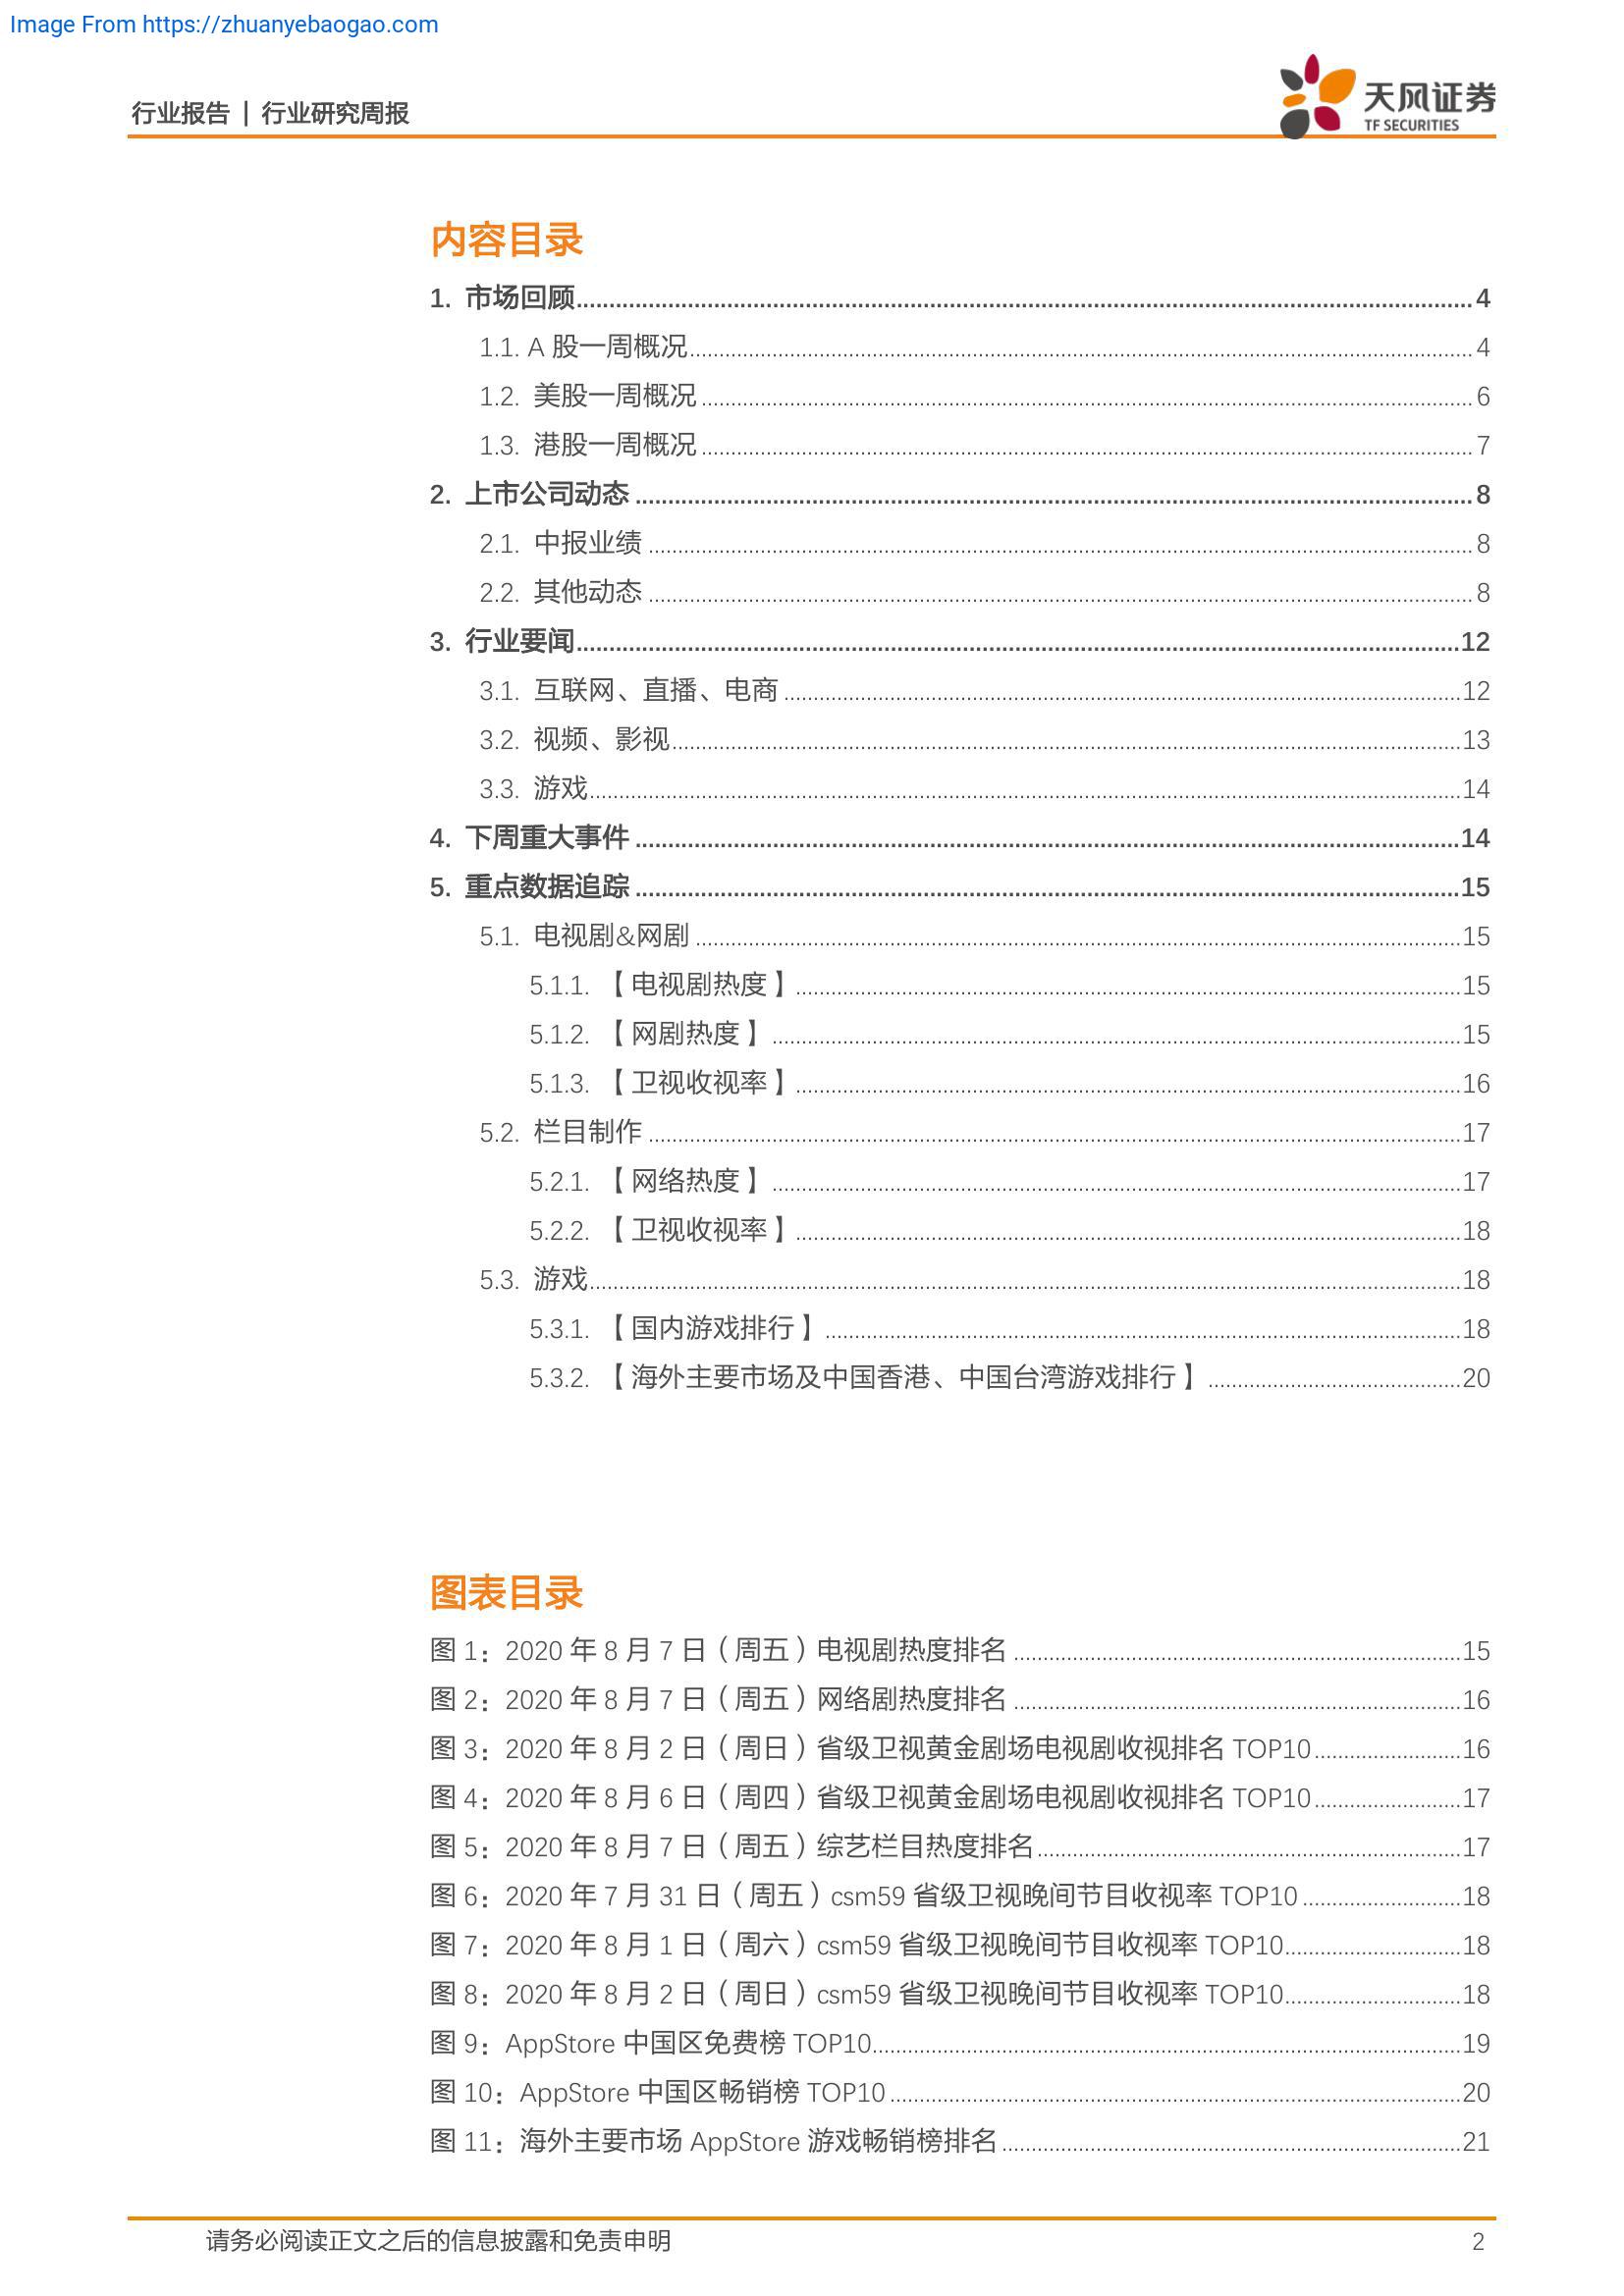 Image From https://zhuanyebaogao.com
行业报告 | 行业研究周报
天风证券
TF SECURITIES
内容目录
1. 市场回顾 4
1.1. A 股一周概况 4
1.2. 美股一周概况 6
1.3. 港股一周概况 7
2. 上市公司动态 8
2.1. 中报业绩 8
2.2. 其他动态 8
3. 行业要闻 12
3.1. 互联网、直播、电商 12
3.2. 视频、影视 13
3.3. 游戏 14
4. 下周重大事件 14
5. 重点数据追踪 15
5.1. 电视剧&网剧 15
5.1.1. 【电视剧热度】 15
5.1.2. 【网剧热度】 15
5.1.3. 【卫视收视率】 16
5.2. 栏目制作 17
5.2.1. 【网络热度】 17
5.2.2. 【卫视收视率】 18
5.3. 游戏 18
5.3.1. 【国内游戏排行】 18
5.3.2. 【海外主要市场及中国香港、中国台湾游戏排行】 20
图表目录
图 1：2020 年 8 月 7 日（周五）电视剧热度排名 15
图 2：2020 年 8 月 7 日（周五）网络剧热度排名 16
图 3：2020 年 8 月 2 日（周日）省级卫视黄金剧场电视剧收视排名 TOP10 16
图 4：2020 年 8 月 6 日（周四）省级卫视黄金剧场电视剧收视排名 TOP10 17
图 5：2020 年 8 月 7 日（周五）综艺栏目热度排名 17
图 6：2020 年 7 月 31 日（周五）csm59 省级卫视晚间节目收视率 TOP10 18
图 7：2020 年 8 月 1 日（周六）csm59 省级卫视晚间节目收视率 TOP10 18
图 8：2020 年 8 月 2 日（周日）csm59 省级卫视晚间节目收视率 TOP10 18
图 9：AppStore 中国区免费榜 TOP10 19
图 10：AppStore 中国区畅销榜 TOP10 20
图 11：海外主要市场 AppStore 游戏畅销榜排名 21
请务必阅读正文之后的信息披露和免责申明 2